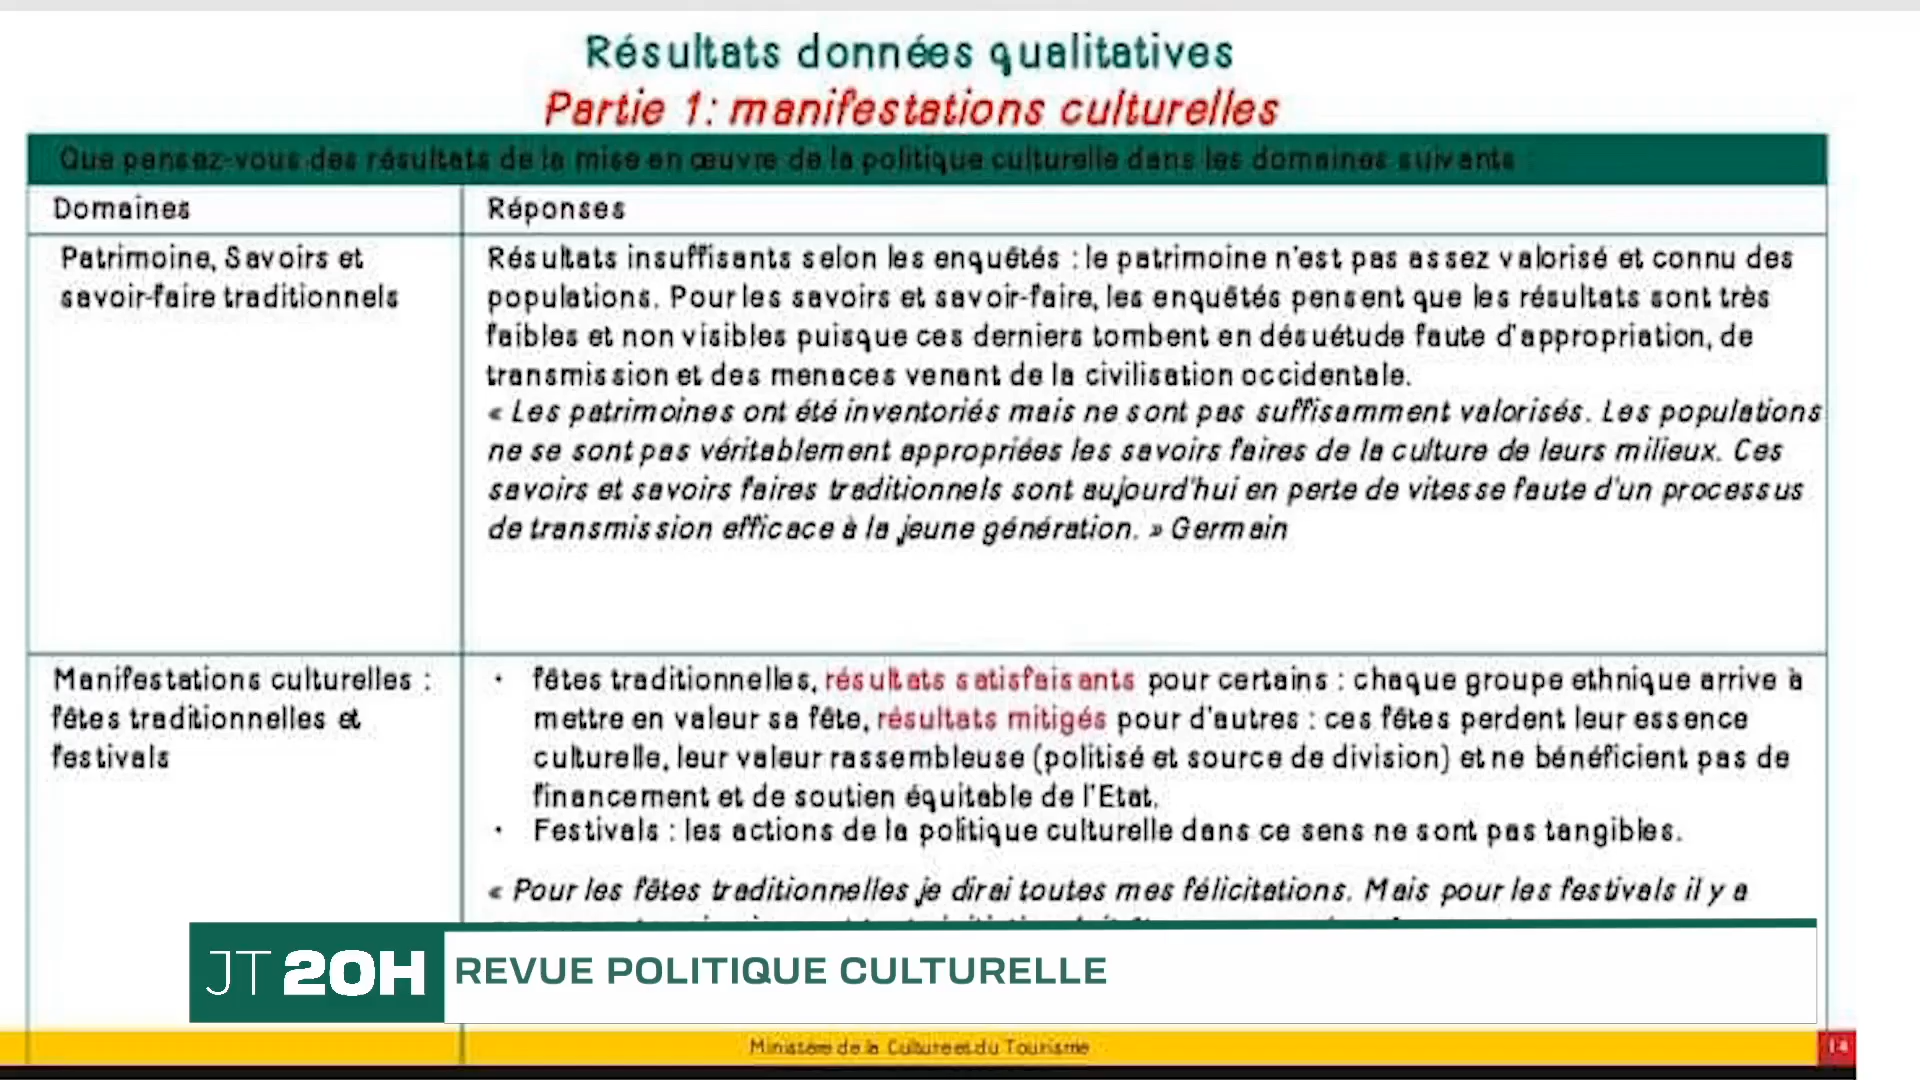 Résultats données qualitatives
Partie 1: manifestations culturelles
Que pensez-vous des résultats de la mise en œuvre de la politique culturelle dans les domaines suivants :
Domaines
Réponses
Patrimoine, Savoirs et
savoir-faire traditionnels
Résultats insuffisants selon les enquêtés : le patrimoine n'est pas assez valorisé et connu des
populations. Pour les savoirs et savoir-faire, les enquêtés pensent que les résultats sont très
faibles et non visibles puisque ces derniers tombent en désuétude faute d'appropriation, de
transmission et des menaces venant de la civilisation occidentale.
« Les patrimoines ont été inventoriés mais ne sont pas suffisamment valorisés. Les populations
ne se sont pas véritablement appropriées les savoirs faires de la culture de leurs milieux. Ces
savoirs et savoirs faires traditionnels sont aujourd'hui en perte de vitesse faute d'un processus
de transmission efficace à la jeune génération. » Germain
Manifestations culturelles :
fêtes traditionnelles et
festivals
• fêtes traditionnelles, résultats satisfaisants pour certains : chaque groupe ethnique arrive à
mettre en valeur sa fête, résultats mitigés pour d'autres : ces fêtes perdent leur essence
culturelle, leur valeur rassembleuse (politisé et source de division) et ne bénéficient pas de
financement et de soutien équitable de l'Etat.
• Festivals : les actions de la politique culturelle dans ce sens ne sont pas tangibles.
« Pour les fêtes traditionnelles je dirai toutes mes félicitations. Mais pour les festivals il y a
JT 20H
REVUE POLITIQUE CULTURELLE
Ministère de la Culture et du Tourisme
14